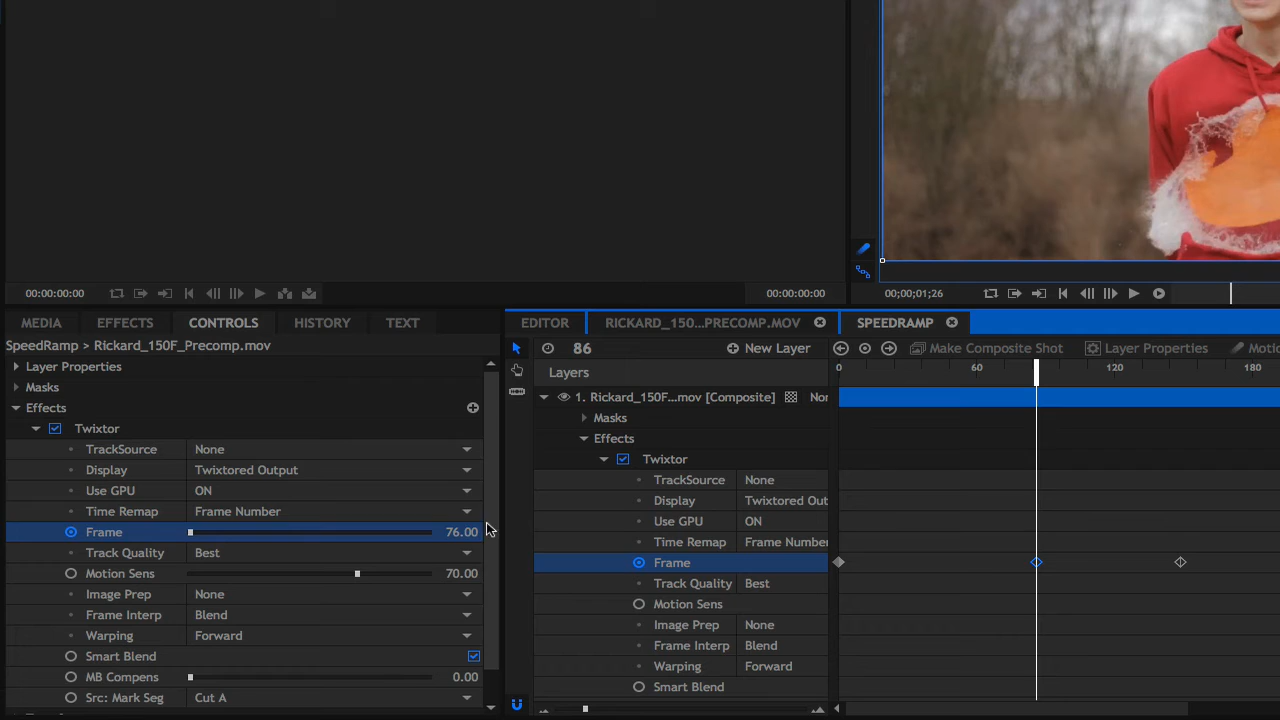 00:00:00:00
00:00:00:00
00;00;01;26
MEDIA
EFFECTS
CONTROLS
HISTORY
TEXT
SpeedRamp > Rickard_150F_Precomp.mov
Layer Properties
Masks
Effects
Twixtor
TrackSource None
Display Twixtored Output
Use GPU ON
Time Remap Frame Number
Frame 76.00
Track Quality Best
Motion Sens 70.00
Image Prep None
Frame Interp Blend
Warping Forward
Smart Blend
MB Compens 0.00
Src: Mark Seg Cut A
EDITOR
RICKARD_150...PRECOMP.MOV
SPEEDRAMP
86
New Layer
Make Composite Shot
Layer Properties
Motio
Layers
0 60 120 180
1. Rickard_150F...mov [Composite] Nor
Masks
Effects
Twixtor
TrackSource None
Display Twixtored Out
Use GPU ON
Time Remap Frame Number
Frame
Track Quality Best
Motion Sens
Image Prep None
Frame Interp Blend
Warping Forward
Smart Blend